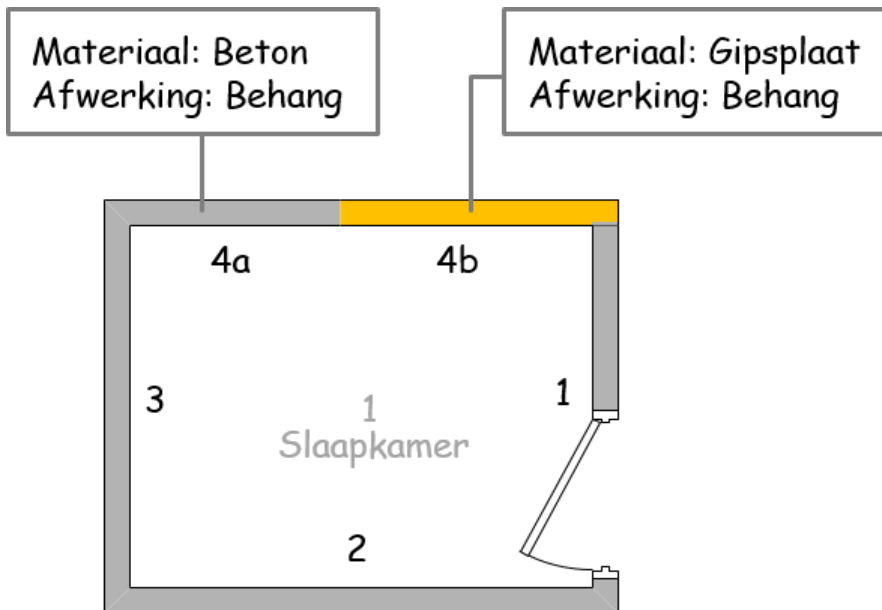 Materiaal: Beton
Afwerking: Behang
Materiaal: Gipsplaat
Afwerking: Behang
4a
4b
3
1
1
Slaapkamer
2